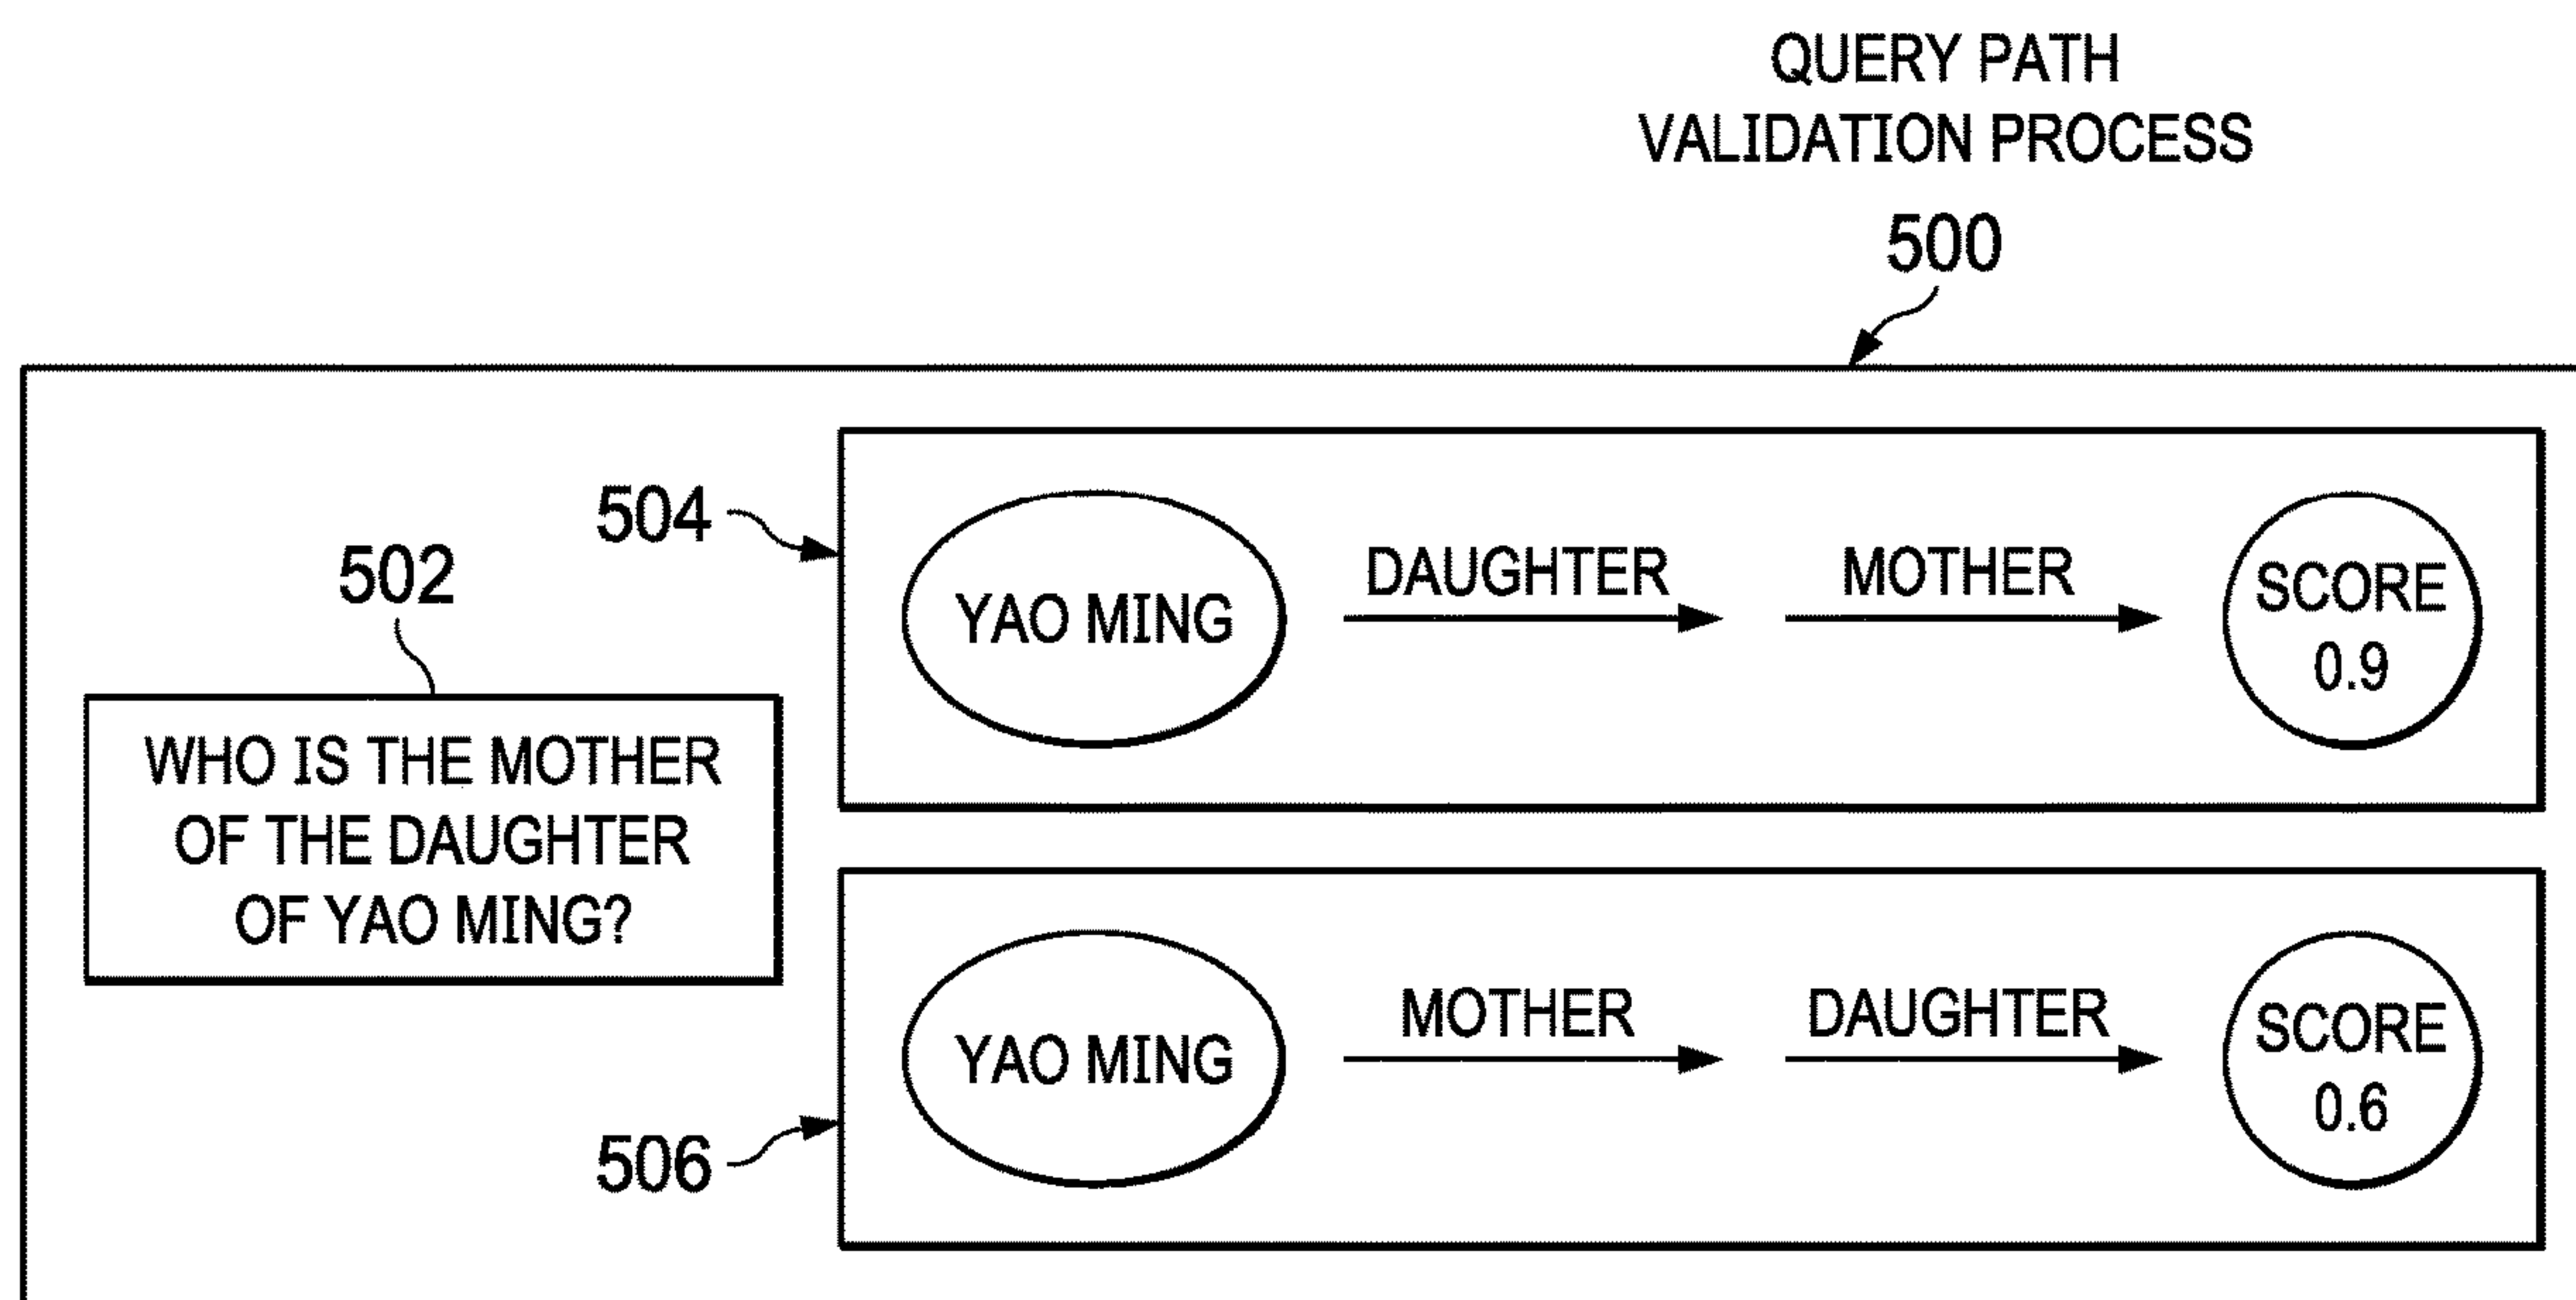 QUERY PATH
VALIDATION PROCESS
500
504
502
WHO IS THE MOTHER
OF THE DAUGHTER
OF YAO MING?
YAO MING
DAUGHTER
MOTHER
SCORE
0.9
506
YAO MING
MOTHER
DAUGHTER
SCORE
0.6